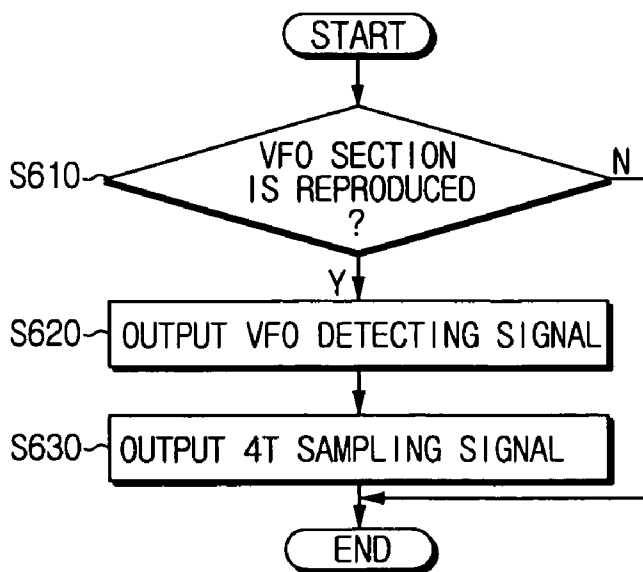 START
S610
VFO SECTION
IS REPRODUCED
?
N
Y
S620
OUTPUT VFO DETECTING SIGNAL
S630
OUTPUT 4T SAMPLING SIGNAL
END